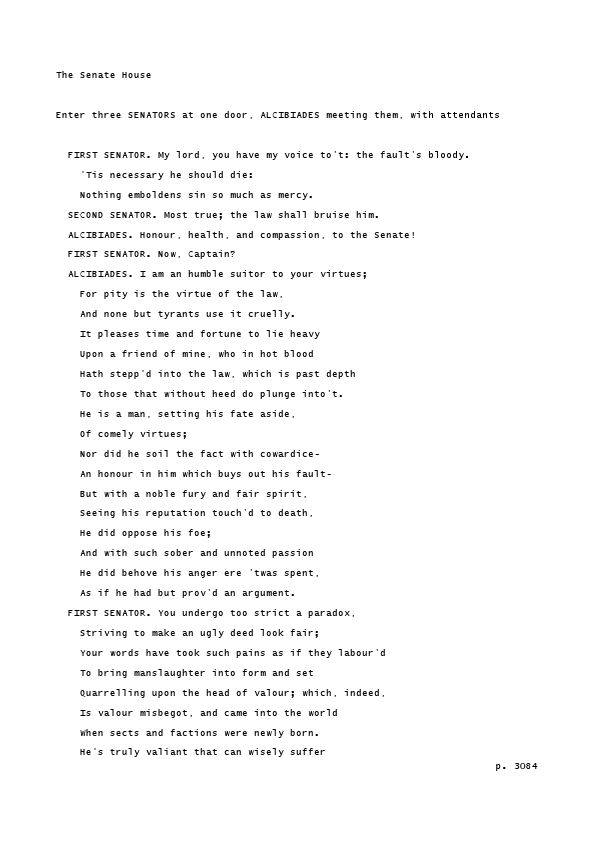 The Senate House
Enter three SENATORS at one door, ALCIBIADES meeting them, with attendants
FIRST SENATOR. My lord, you have my voice to't: the fault's bloody.
'Tis necessary he should die:
Nothing emboldens sin so much as mercy.
SECOND SENATOR. Most true; the law shall bruise him.
ALCIBIADES. Honour, health, and compassion, to the Senate!
FIRST SENATOR. Now, Captain?
ALCIBIADES. I am an humble suitor to your virtues;
For pity is the virtue of the law,
And none but tyrants use it cruelly.
It pleases time and fortune to lie heavy
Upon a friend of mine, who in hot blood
Hath stepp'd into the law, which is past depth
To those that without heed do plunge into't.
He is a man, setting his fate aside,
Of comely virtues;
Nor did he soil the fact with cowardice-
An honour in him which buys out his fault-
But with a noble fury and fair spirit,
Seeing his reputation touch'd to death,
He did oppose his foe;
And with such sober and unnoted passion
He did behove his anger ere 'twas spent,
As if he had but prov'd an argument.
FIRST SENATOR. You undergo too strict a paradox,
Striving to make an ugly deed look fair;
Your words have took such pains as if they labour'd
To bring manslaughter into form and set
Quarrelling upon the head of valour; which, indeed,
Is valour misbegot, and came into the world
When sects and factions were newly born.
He's truly valiant that can wisely suffer
p. 3084